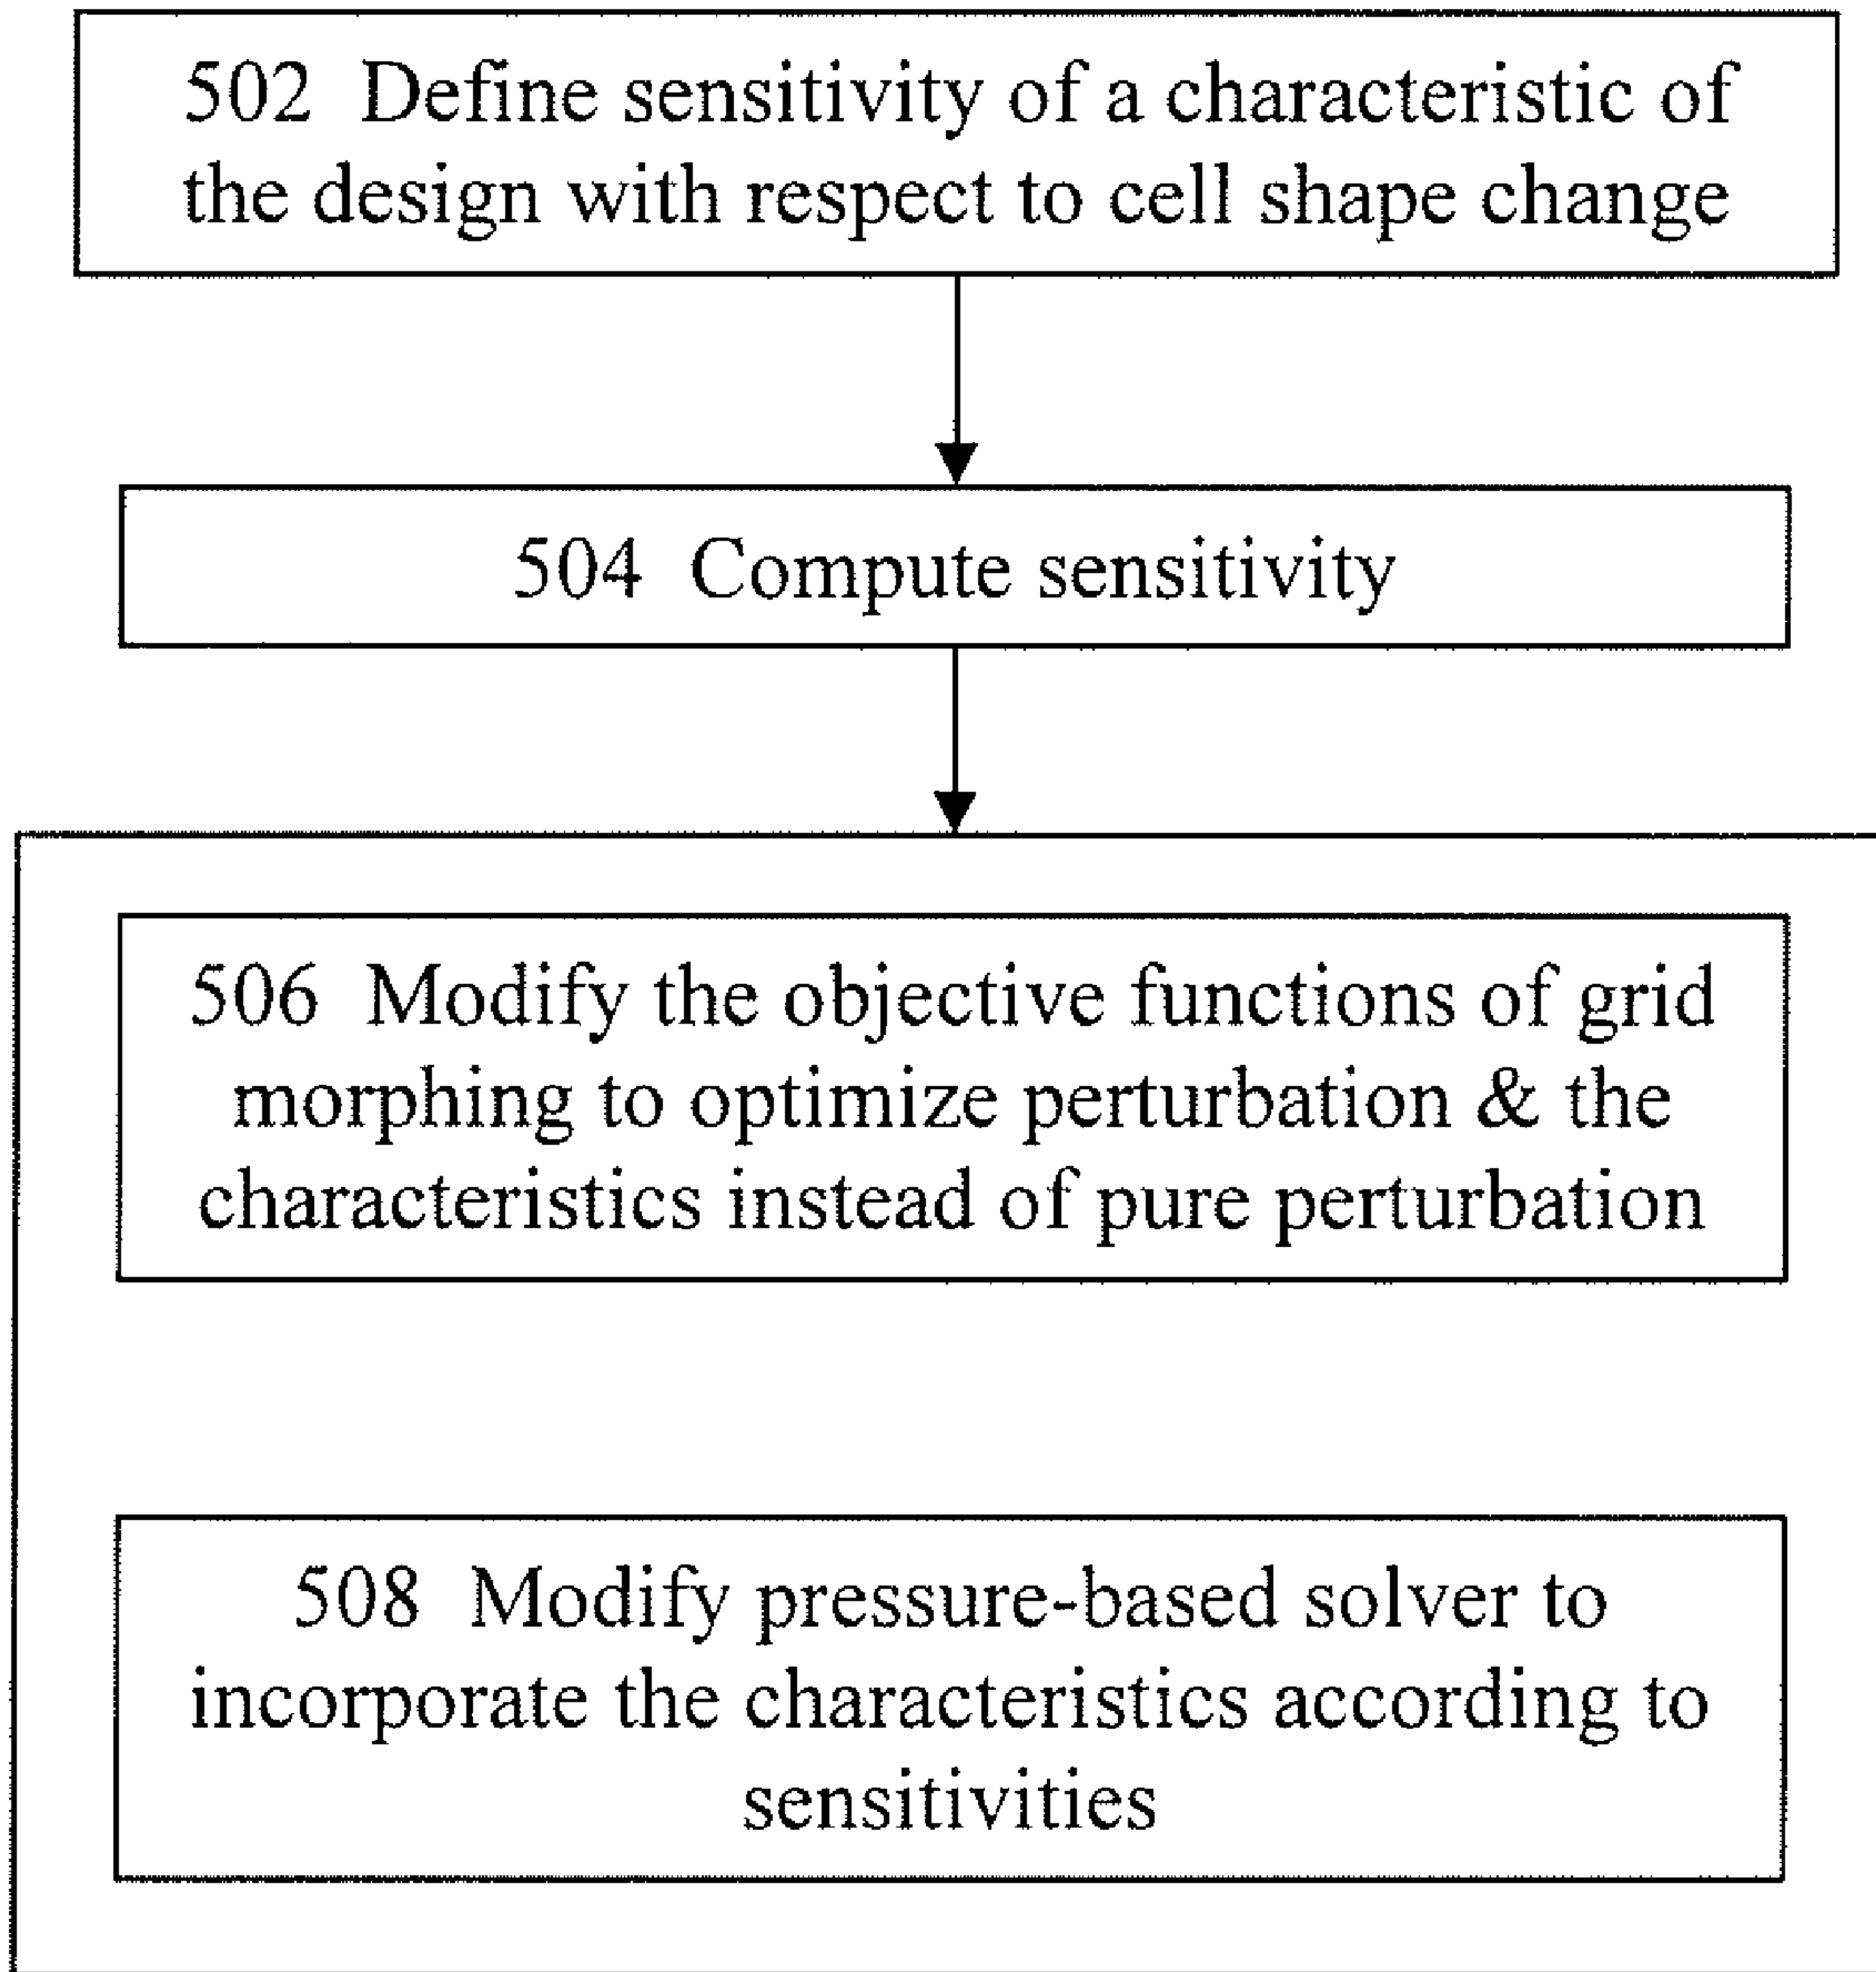 502 Define sensitivity of a characteristic of
the design with respect to cell shape change
504 Compute sensitivity
506 Modify the objective functions of grid
morphing to optimize perturbation & the
characteristics instead of pure perturbation
508 Modify pressure-based solver to
incorporate the characteristics according to
sensitivities